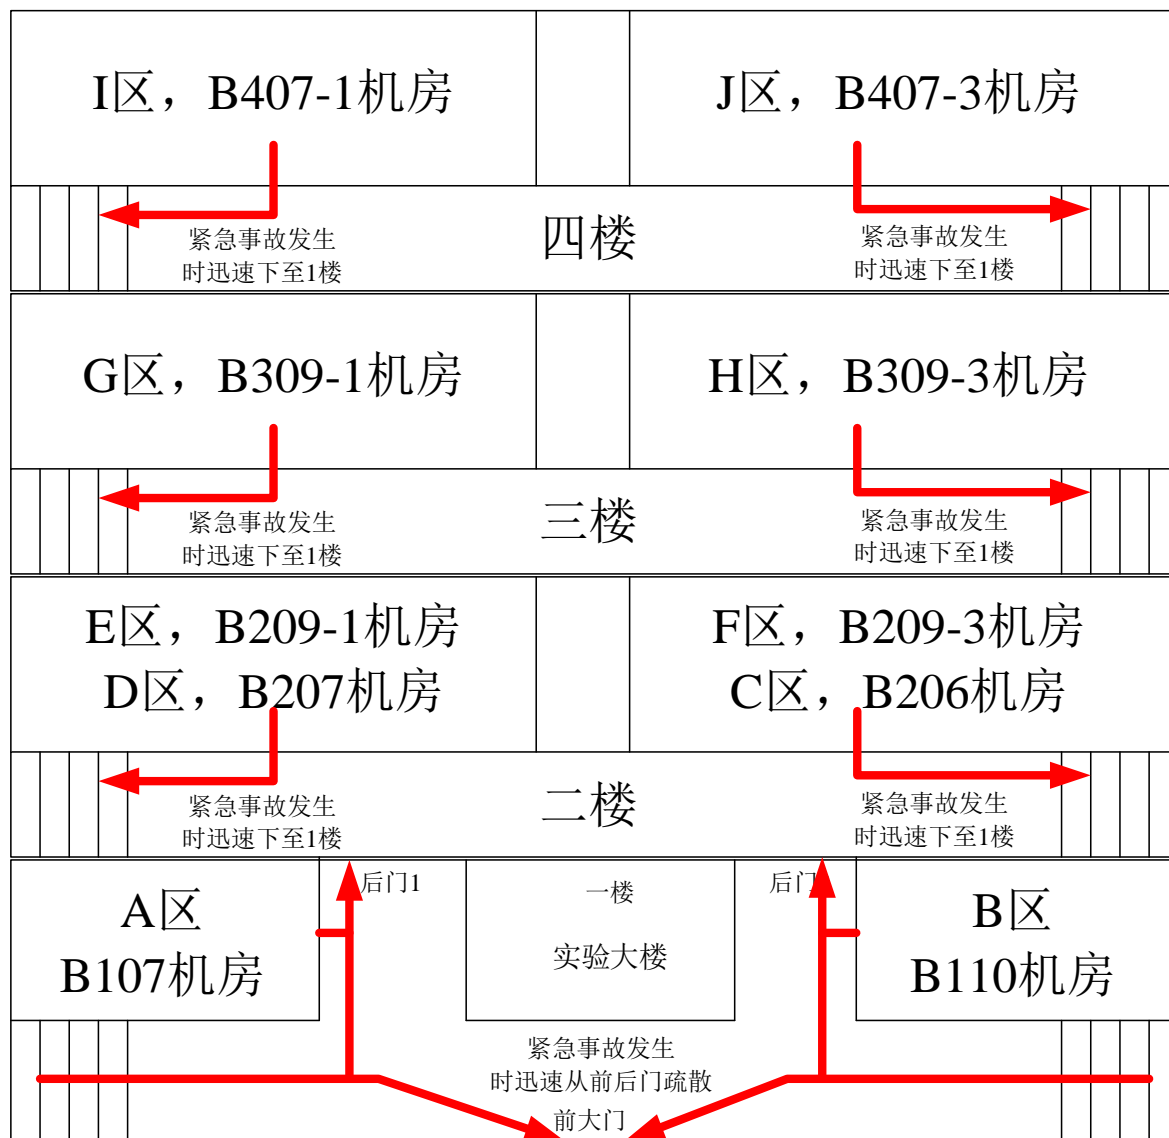 I区，B407-1机房
J区，B407-3机房
紧急事故发生
时迅速下至1楼
四楼
紧急事故发生
时迅速下至1楼
G区，B309-1机房
H区，B309-3机房
紧急事故发生
时迅速下至1楼
三楼
紧急事故发生
时迅速下至1楼
E区，B209-1机房
D区，B207机房
F区，B209-3机房
C区，B206机房
紧急事故发生
时迅速下至1楼
二楼
紧急事故发生
时迅速下至1楼
A区
B107机房
后门1
一楼
实验大楼
后门
B区
B110机房
紧急事故发生
时迅速从前后门疏散
前大门